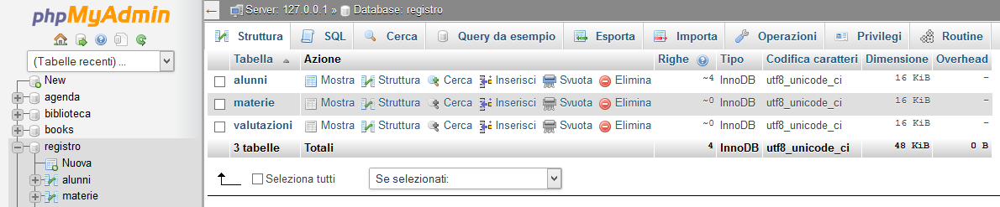 phpMyAdmin
(Tabelle recenti) ...
New
agenda
biblioteca
books
registro
Nuova
alunni
materie
Server: 127.0.0.1 » Database: registro
Struttura SQL Cerca Query da esempio Esporta Importa Operazioni Privilegi Routine
Tabella Azione Righe Tipo Codifica caratteri Dimensione Overhead
alunni Mostra Struttura Cerca Inserisci Svuota Elimina ~4 InnoDB utf8_unicode_ci 16 KiB –
materie Mostra Struttura Cerca Inserisci Svuota Elimina ~0 InnoDB utf8_unicode_ci 16 KiB –
valutazioni Mostra Struttura Cerca Inserisci Svuota Elimina ~0 InnoDB utf8_unicode_ci 16 KiB –
3 tabelle Totali 4 InnoDB utf8_unicode_ci 48 KiB 0 B
Seleziona tutti Se selezionati: